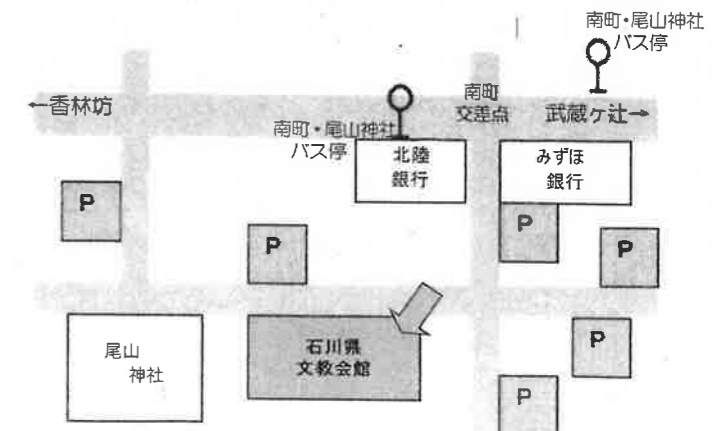 南町・尾山神社
バス停
←香林坊
南町
交差点
武蔵ヶ辻→
南町・尾山神社
バス停
北陸
銀行
みずほ
銀行
P
P
P
P
石川県
文教会館
尾山
神社
P
P